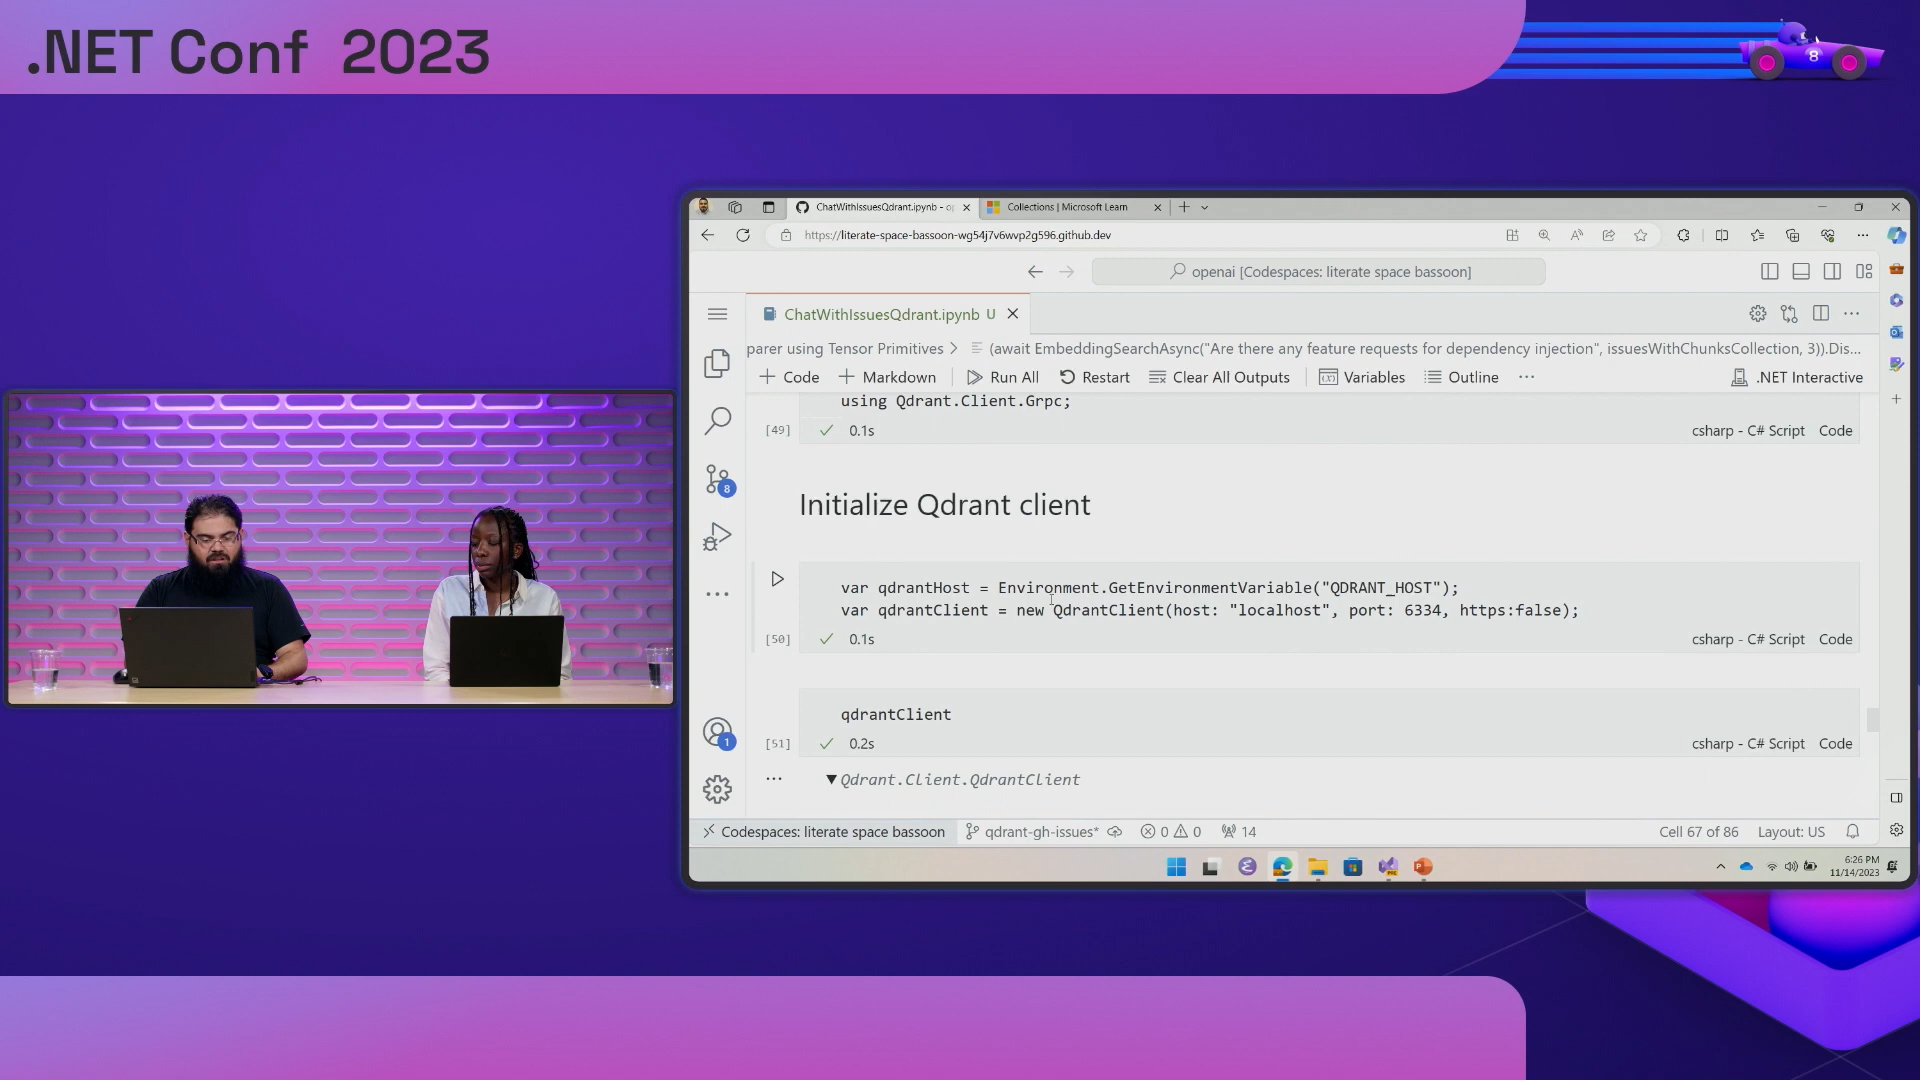 .NET Conf 2023
8
ChatWithIssuesQdrant.ipynb - o
Collections | Microsoft Learn
https://literate-space-bassoon-wg54j7v6wvp2g596.github.dev
openai [Codespaces: literate space bassoon]
ChatWithIssuesQdrant.ipynb U
parer using Tensor Primitives > (await EmbeddingSearchAsync("Are there any feature requests for dependency injection", issuesWithChunksCollection, 3)).Dis...
+ Code + Markdown Run All Restart Clear All Outputs Variables Outline ... .NET Interactive
using Qdrant.Client.Grpc;
[49] 0.1s csharp - C# Script Code
8
Initialize Qdrant client
var qdrantHost = Environment.GetEnvironmentVariable("QDRANT_HOST");
var qdrantClient = new QdrantClient(host: "localhost", port: 6334, https:false);
[50] 0.1s csharp - C# Script Code
qdrantClient
[51] 0.2s csharp - C# Script Code
1
Qdrant.Client.QdrantClient
Codespaces: literate space bassoon qdrant-gh-issues* 0 0 14 Cell 67 of 86 Layout: US
6:26 PM
11/14/2023